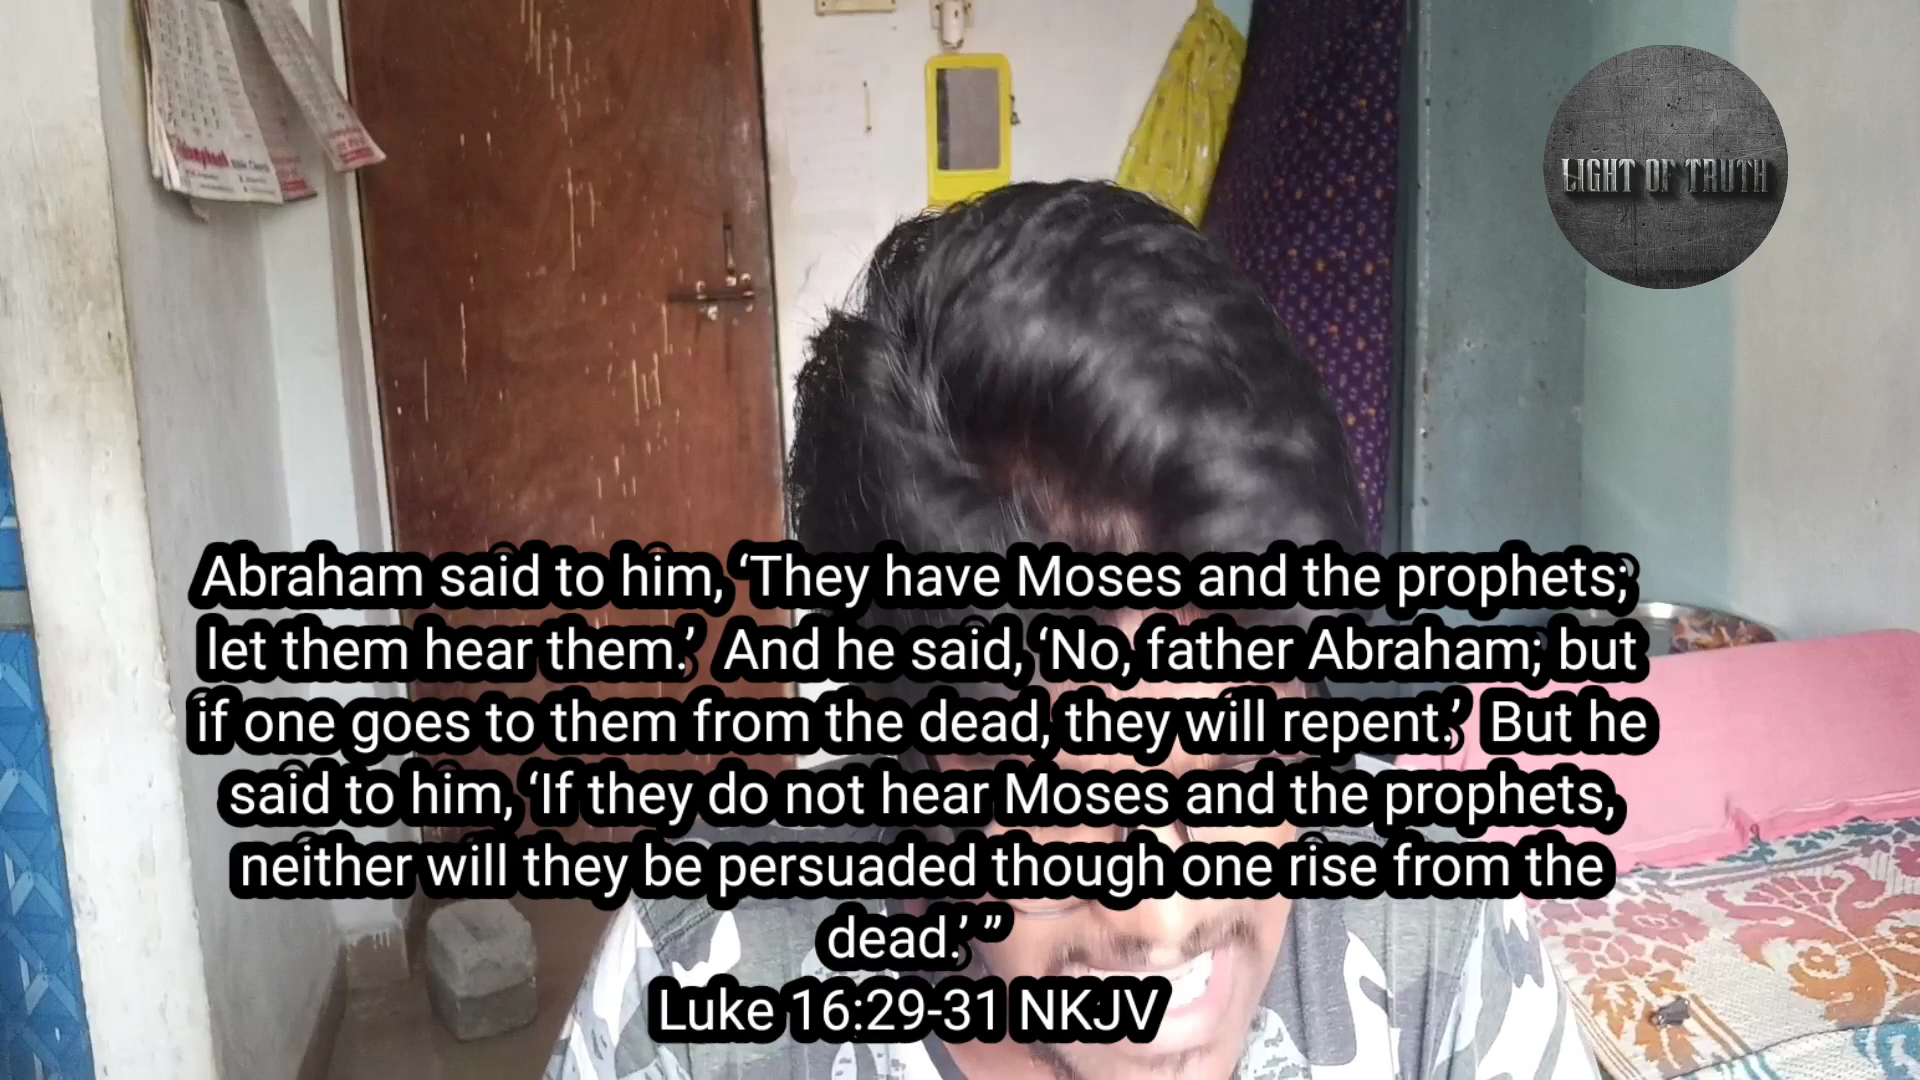 LIGHT OF TRUTH
Abraham said to him, ‘They have Moses and the prophets;
let them hear them.’ And he said, ‘No, father Abraham; but
if one goes to them from the dead, they will repent.’ But he
said to him, ‘If they do not hear Moses and the prophets,
neither will they be persuaded though one rise from the
dead.’ ”
Luke 16:29-31 NKJV